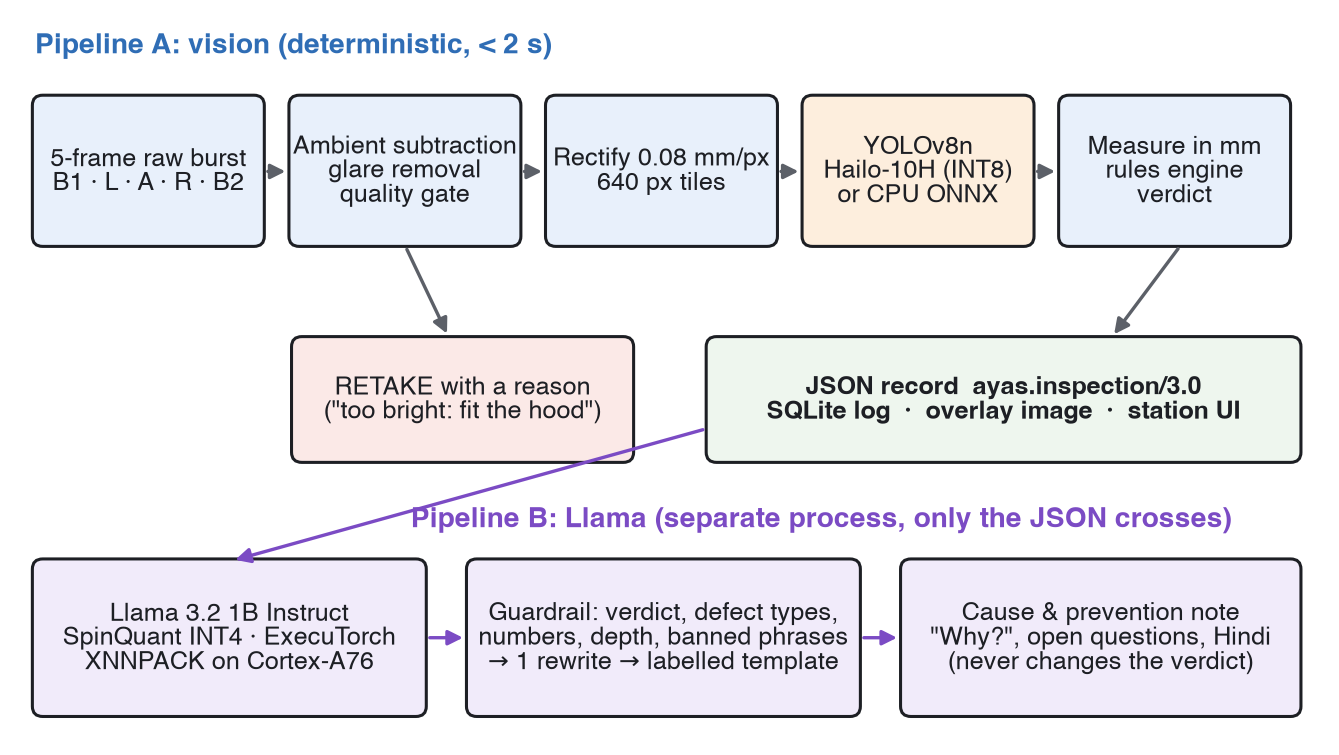 Pipeline A: vision (deterministic, < 2 s)
5-frame raw burst
B1 · L · A · R · B2
Ambient subtraction
glare removal
quality gate
Rectify 0.08 mm/px
640 px tiles
YOLOv8n
Hailo-10H (INT8)
or CPU ONNX
Measure in mm
rules engine
verdict
RETAKE with a reason
("too bright: fit the hood")
JSON record  ayas.inspection/3.0
SQLite log  ·  overlay image  ·  station UI
Pipeline B: Llama (separate process, only the JSON crosses)
Llama 3.2 1B Instruct
SpinQuant INT4 · ExecuTorch
XNNPACK on Cortex-A76
Guardrail: verdict, defect types,
numbers, depth, banned phrases
→ 1 rewrite → labelled template
Cause & prevention note
"Why?", open questions, Hindi
(never changes the verdict)